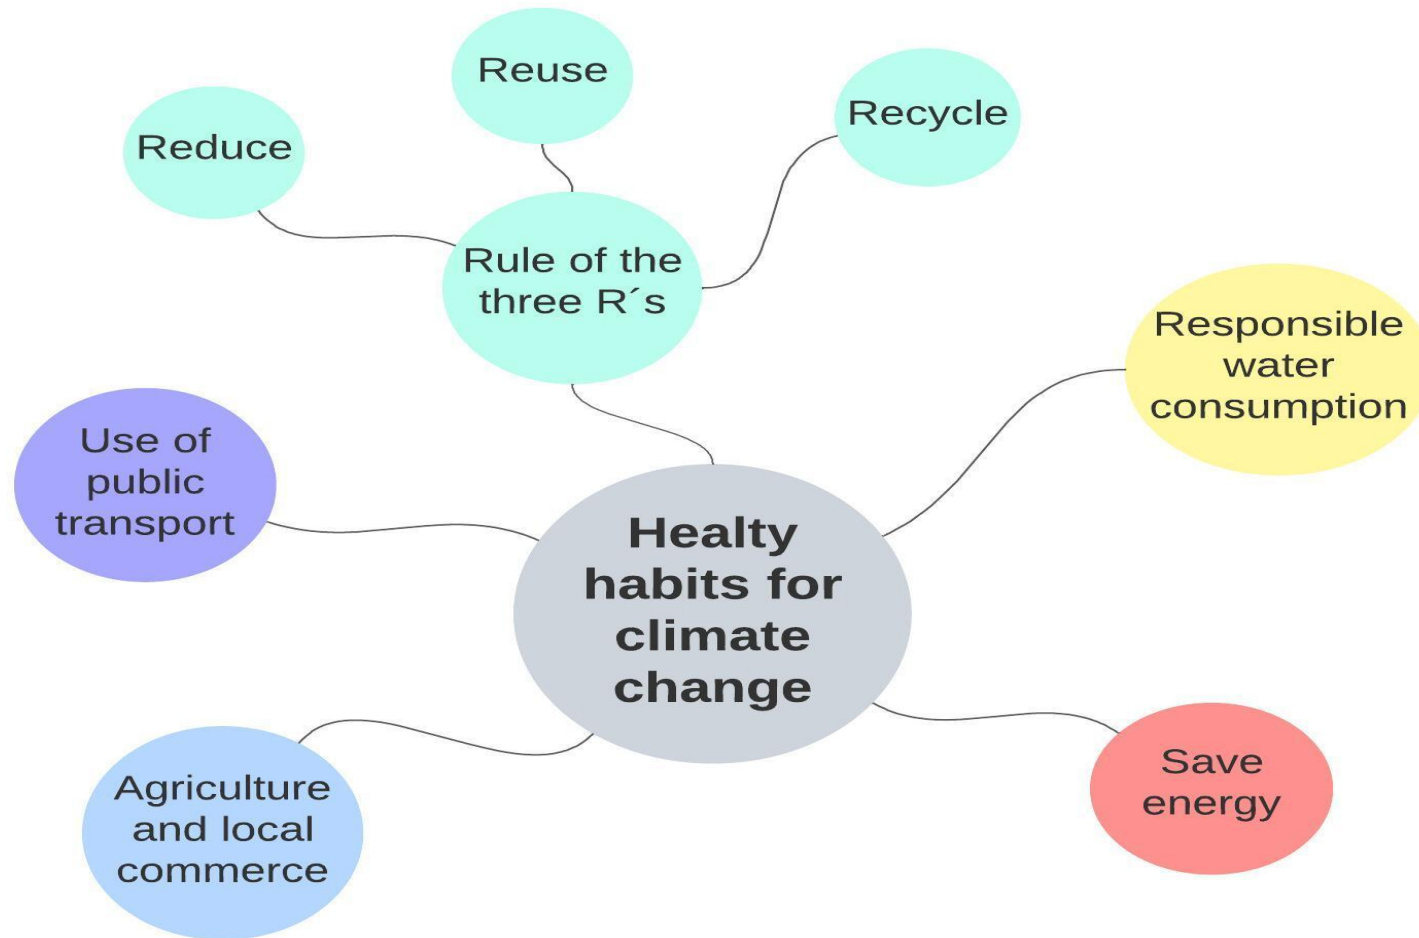 Reuse
Recycle
Reduce
Rule of the
three R´s
Responsible
water
consumption
Use of
public
transport
Healty
habits for
climate
change
Save
energy
Agriculture
and local
commerce